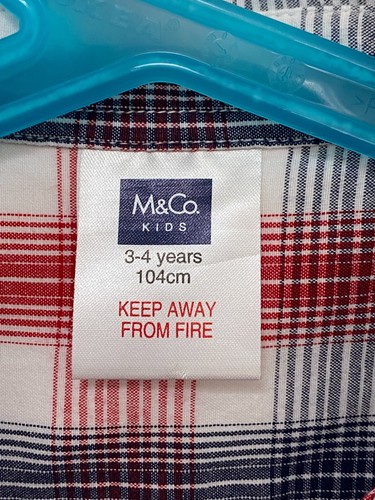 M&Co.
KIDS
3-4 years
104cm
KEEP AWAY
FROM FIRE